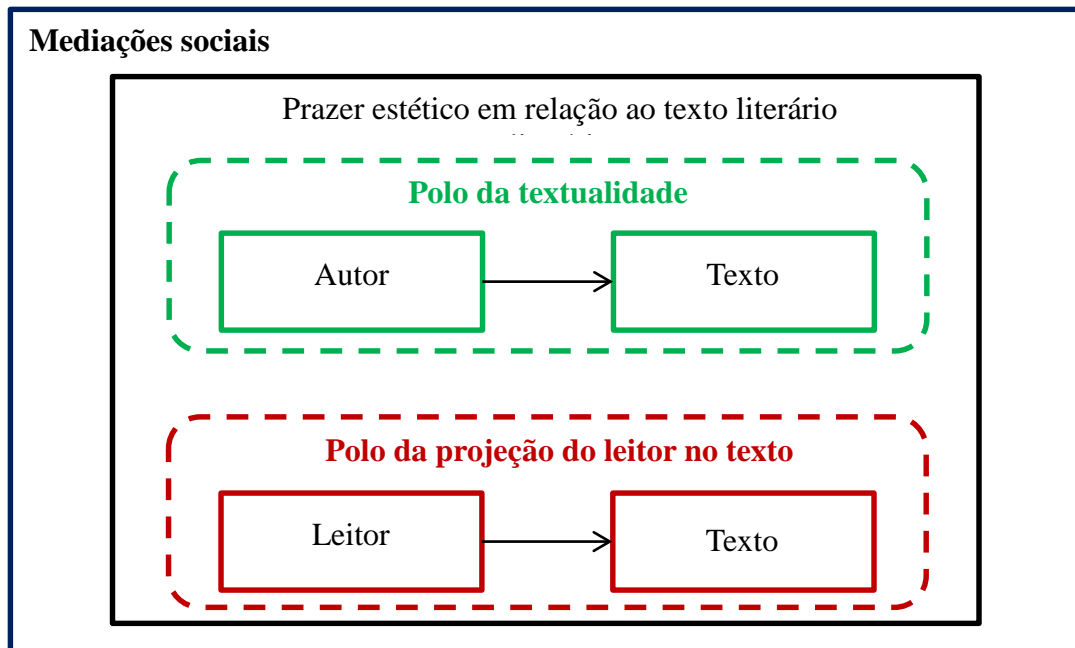 Mediações sociais
Prazer estético em relação ao texto literário
Polo da textualidade
Autor
Texto
Polo da projeção do leitor no texto
Leitor
Texto